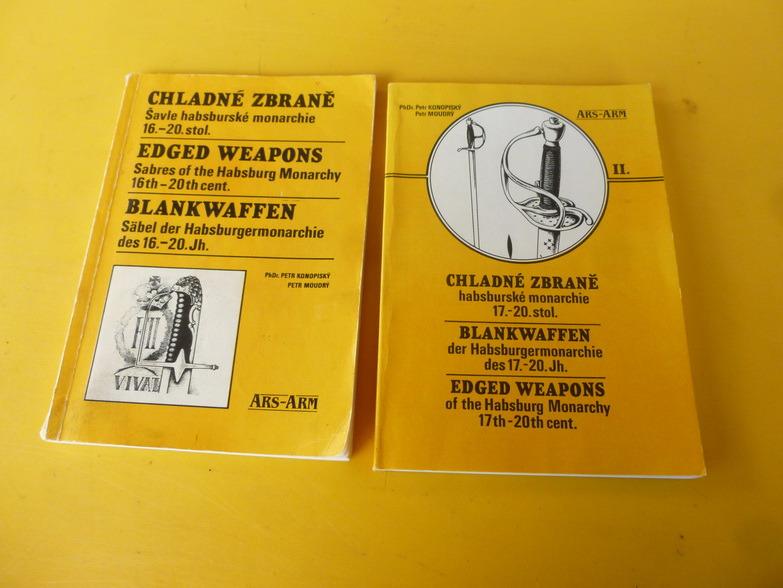 CHLADNÉ ZBRANĚ
Šavle habsburské monarchie
16.–20. stol.
EDGED WEAPONS
Sabres of the Habsburg Monarchy
16th–20th cent.
BLANKWAFFEN
Säbel der Habsburgermonarchie
des 16.–20. Jh.
PhDr. PETR KONOPISKÝ
PETR MOUDRÝ
VIVAT
ARS–ARM
PhDr. Petr KONOPISKÝ
Petr MOUDRÝ
ARS–ARM
II.
CHLADNÉ ZBRANĚ
habsburské monarchie
17.-20. stol.
BLANKWAFFEN
der Habsburgermonarchie
des 17.-20. Jh.
EDGED WEAPONS
of the Habsburg Monarchy
17th-20th cent.